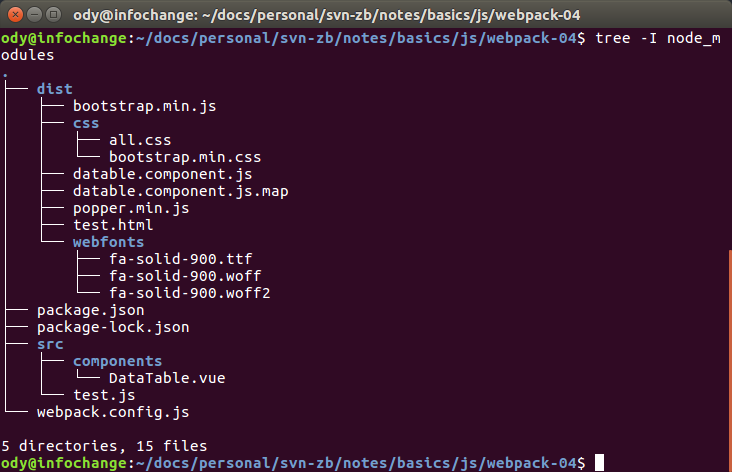 ody@infochange: ~/docs/personal/svn-zb/notes/basics/js/webpack-04
ody@infochange:~/docs/personal/svn-zb/notes/basics/js/webpack-04$ tree -I node_m
odules
.
├── dist
│   ├── bootstrap.min.js
│   ├── css
│   │   ├── all.css
│   │   └── bootstrap.min.css
│   ├── datable.component.js
│   ├── datable.component.js.map
│   ├── popper.min.js
│   ├── test.html
│   └── webfonts
│       ├── fa-solid-900.ttf
│       ├── fa-solid-900.woff
│       └── fa-solid-900.woff2
├── package.json
├── package-lock.json
├── src
│   ├── components
│   │   └── DataTable.vue
│   └── test.js
└── webpack.config.js
5 directories, 15 files
ody@infochange:~/docs/personal/svn-zb/notes/basics/js/webpack-04$